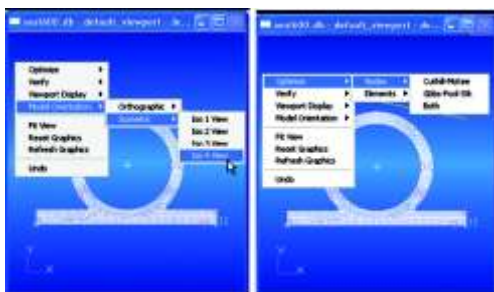 default_viewport
Optimize
Verify
Viewport Display
Model Orientation
Orthographic
Isometric
Iso 1 View
Iso 2 View
Iso 3 View
Iso 4 View
Fit View
Reset Graphics
Refresh Graphics
Undo
Y
X
default_viewport
Optimize
Nodes
Cuthill-McKee
Gibbs-Pool-Stk
Verify
Elements
Both
Viewport Display
Model Orientation
Fit View
Reset Graphics
Refresh Graphics
Undo
Y
X